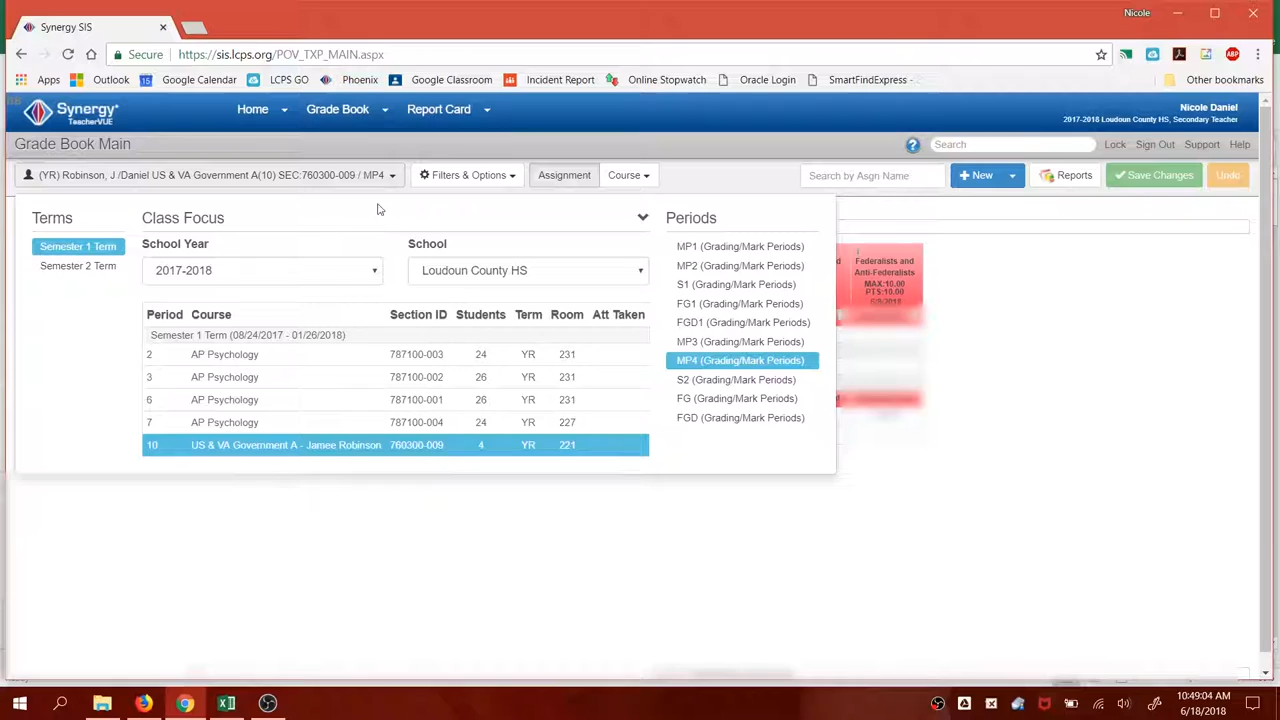 Nicole
Synergy SIS
Secure https://sis.lcps.org/POV_TXP_MAIN.aspx
ABP
Apps Outlook 15 Google Calendar LCPS GO Phoenix Google Classroom Incident Report Online Stopwatch Oracle Login SmartFindExpress - Other bookmarks
Synergy TeacherVUE Home Grade Book Report Card
Nicole Daniel
2017-2018 Loudoun County HS, Secondary Teacher
Grade Book Main ? Search Lock Sign Out Support Help
(YR) Robinson, J /Daniel US & VA Government A(10) SEC:760300-009 / MP4 Filters & Options Assignment Course Search by Asgn Name New Reports Save Changes Undo
Terms
Semester 1 Term
Semester 2 Term
Class Focus
School Year School
2017-2018 Loudoun County HS
Period Course Section ID Students Term Room Att Taken
Semester 1 Term (08/24/2017 - 01/26/2018)
2 AP Psychology 787100-003 24 YR 231
3 AP Psychology 787100-002 26 YR 231
6 AP Psychology 787100-001 26 YR 231
7 AP Psychology 787100-004 24 YR 227
10 US & VA Government A - Jamee Robinson 760300-009 4 YR 221
Periods
MP1 (Grading/Mark Periods)
MP2 (Grading/Mark Periods)
S1 (Grading/Mark Periods)
FG1 (Grading/Mark Periods)
FGD1 (Grading/Mark Periods)
MP3 (Grading/Mark Periods)
MP4 (Grading/Mark Periods)
S2 (Grading/Mark Periods)
FG (Grading/Mark Periods)
FGD (Grading/Mark Periods)
Federalists and
Anti-Federalists
MAX:10.00
PTS:10.00
6/8/2018
10:49:04 AM
6/18/2018